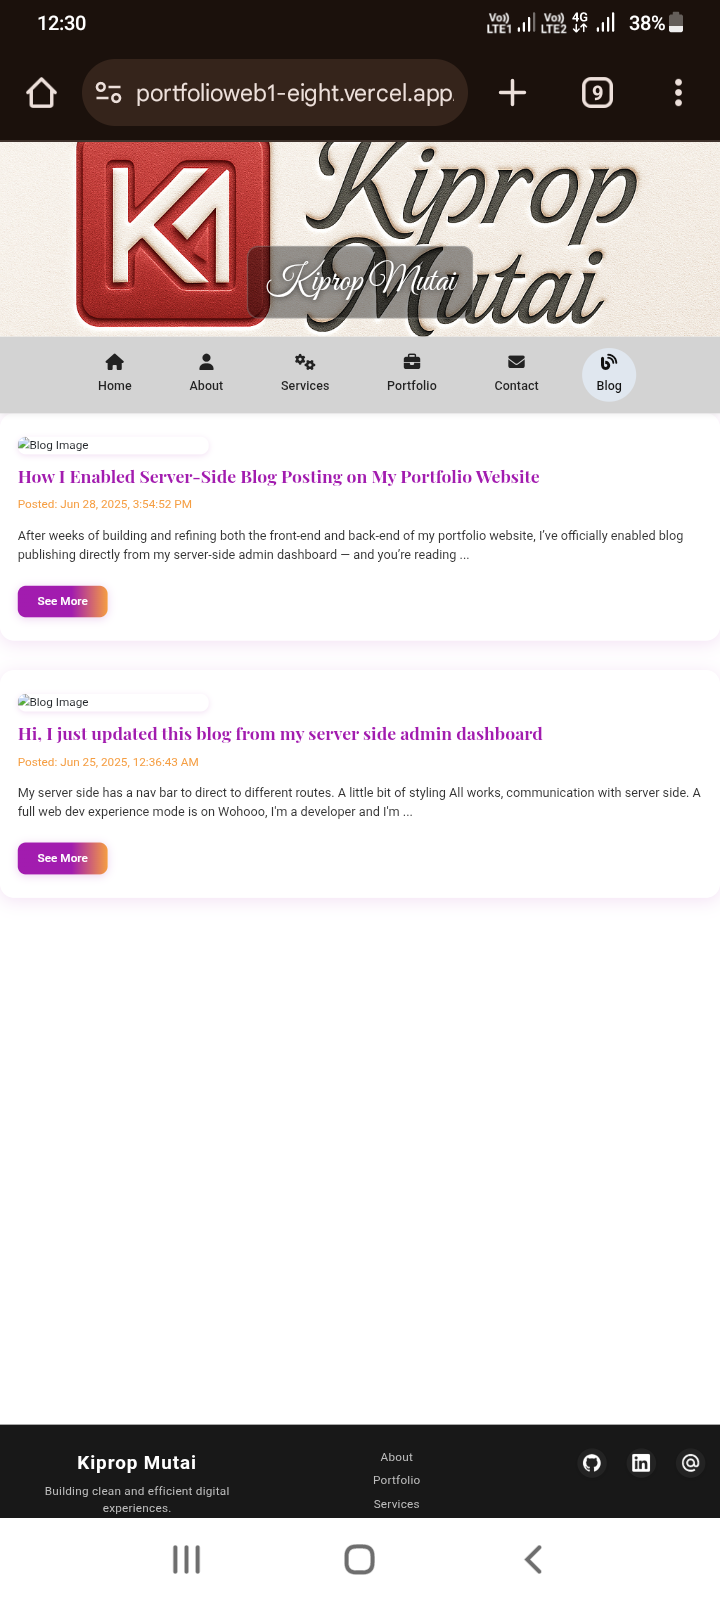 12:30
Vo)) LTE1 Vo)) LTE2 4G 38%
portfolioweb1-eight.vercel.app
9
K1
Kiprop
Mutai
Kiprop Mutai
Home About Services Portfolio Contact Blog
Blog Image
How I Enabled Server-Side Blog Posting on My Portfolio Website
Posted: Jun 28, 2025, 3:54:52 PM
After weeks of building and refining both the front-end and back-end of my portfolio website, I’ve officially enabled blog
publishing directly from my server-side admin dashboard — and you’re reading ...
See More
Blog Image
Hi, I just updated this blog from my server side admin dashboard
Posted: Jun 25, 2025, 12:36:43 AM
My server side has a nav bar to direct to different routes. A little bit of styling All works, communication with server side. A
full web dev experience mode is on Wohooo, I'm a developer and I'm ...
See More
Kiprop Mutai
Building clean and efficient digital
experiences.
About
Portfolio
Services